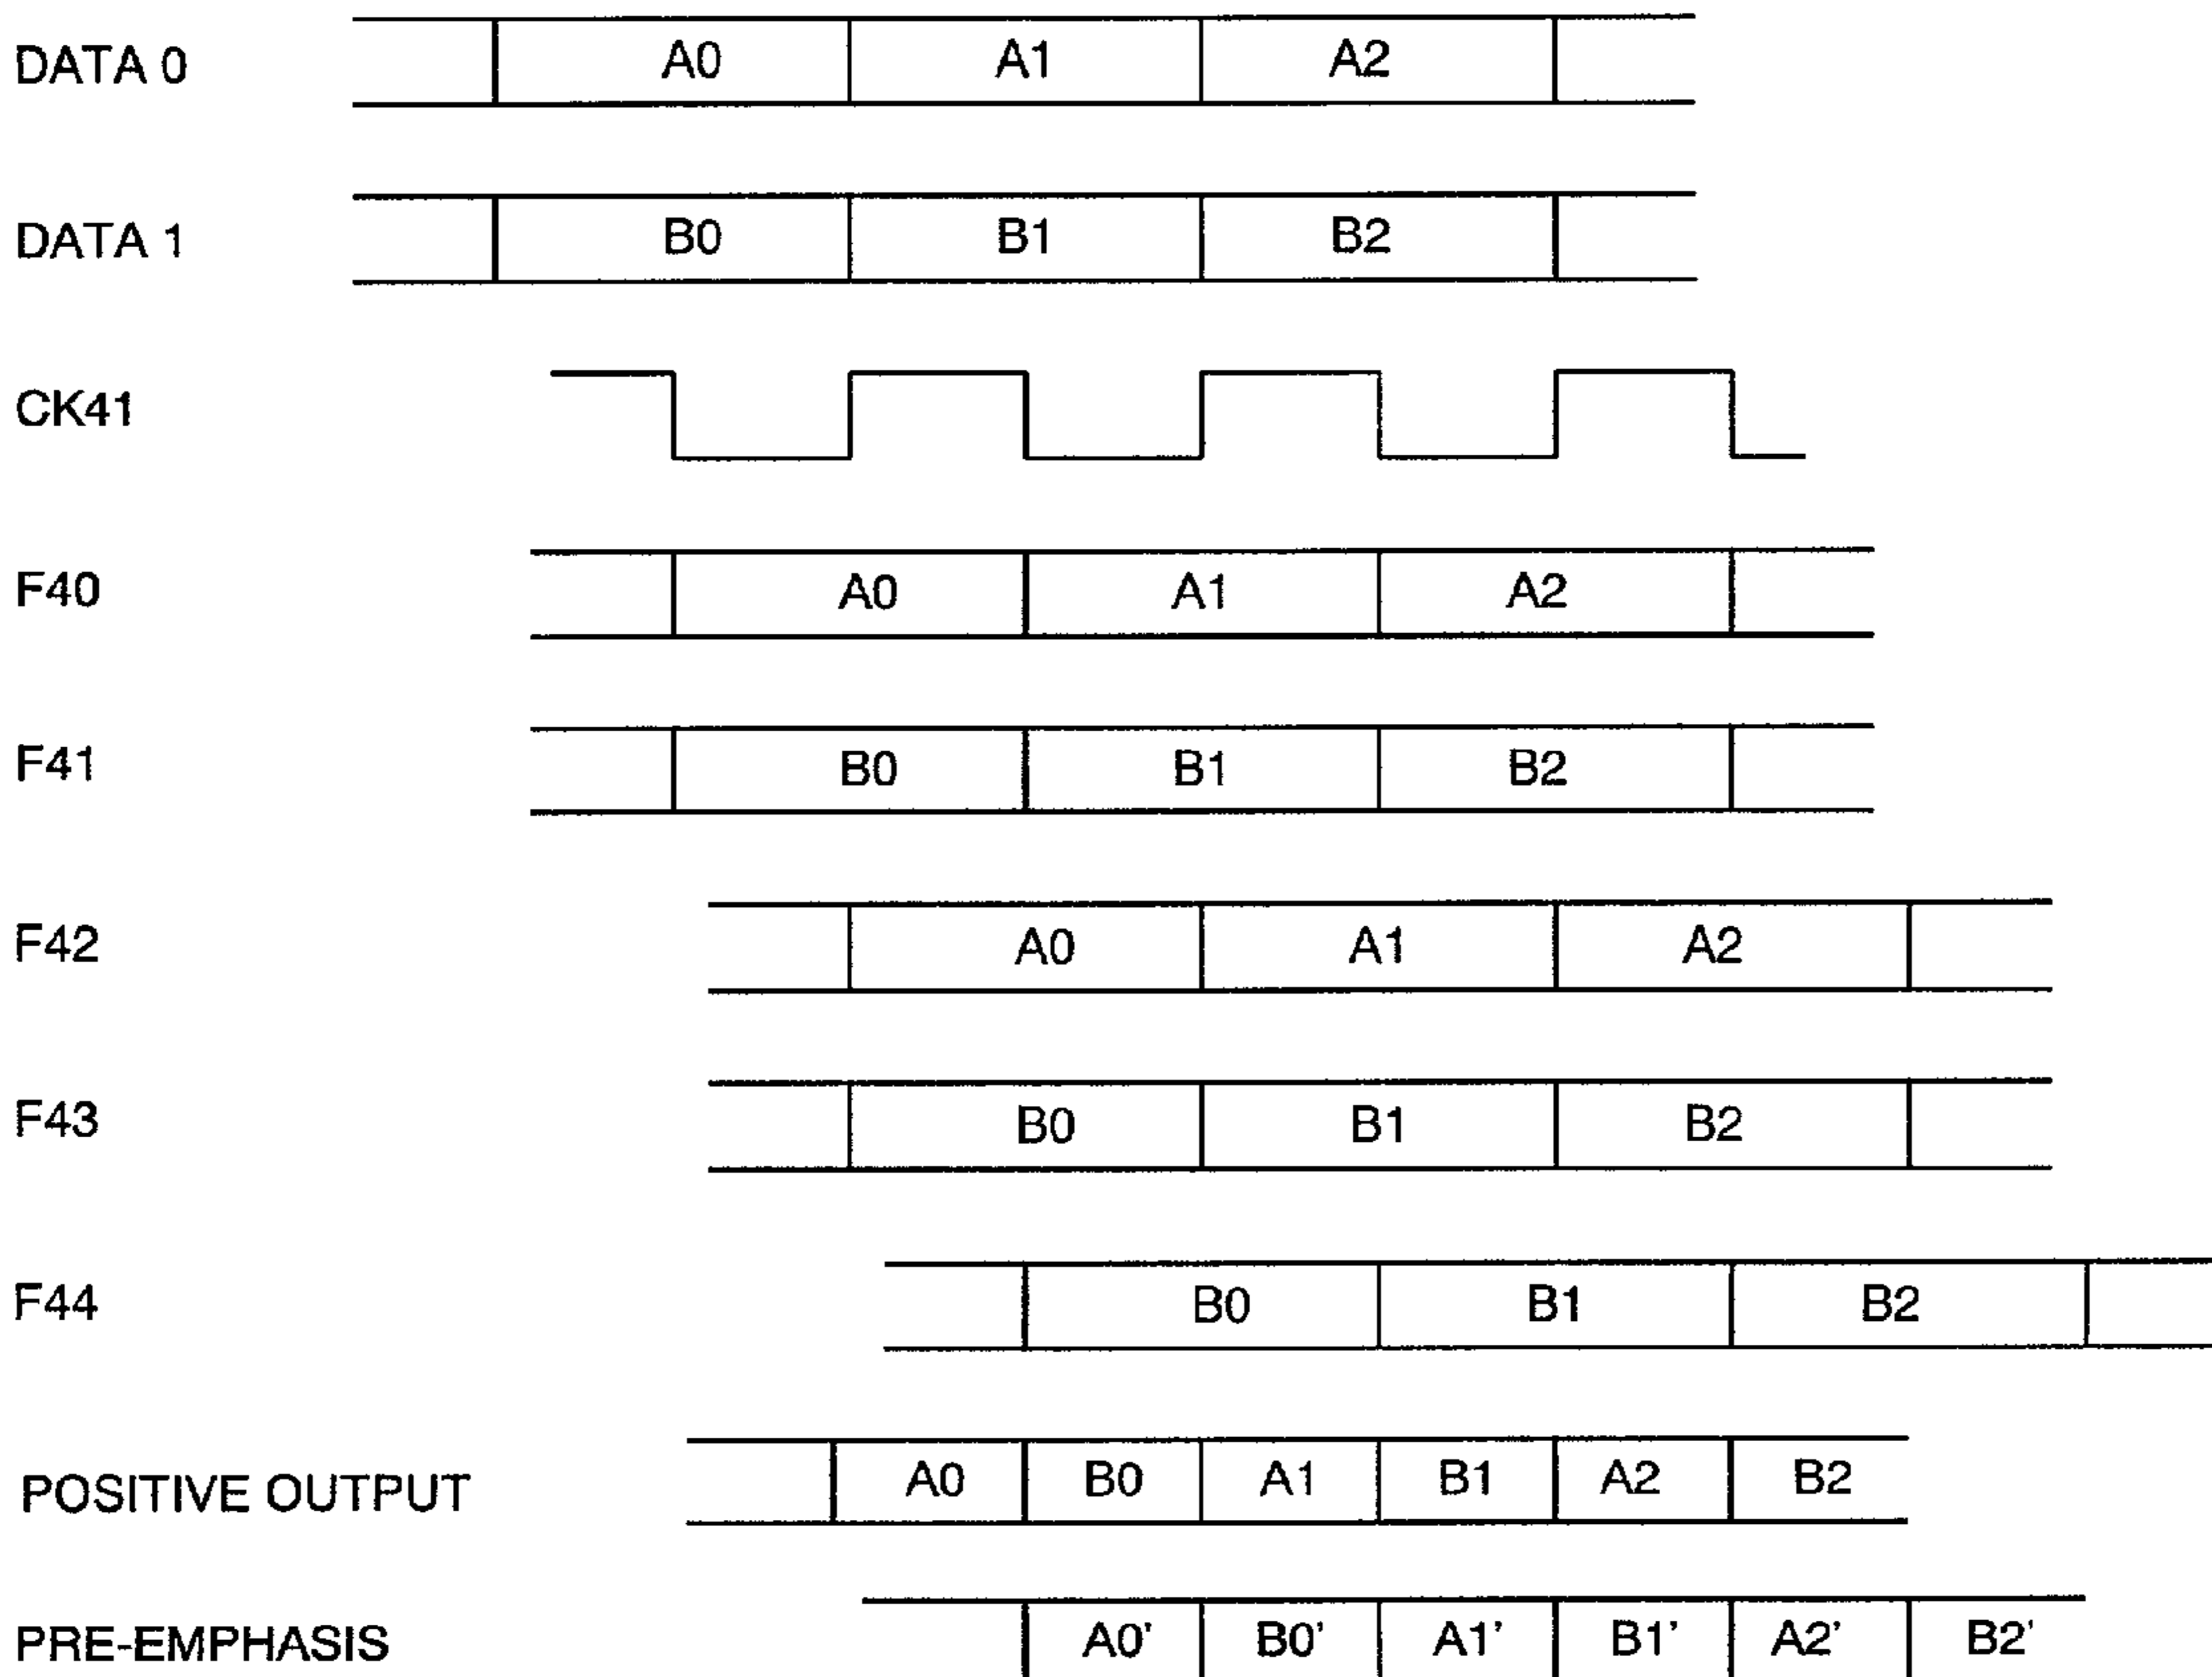 DATA 0 A0 A1 A2
DATA 1 B0 B1 B2
CK41
F40 A0 A1 A2
F41 B0 B1 B2
F42 A0 A1 A2
F43 B0 B1 B2
F44 B0 B1 B2
POSITIVE OUTPUT A0 B0 A1 B1 A2 B2
PRE-EMPHASIS A0' B0' A1' B1' A2' B2'